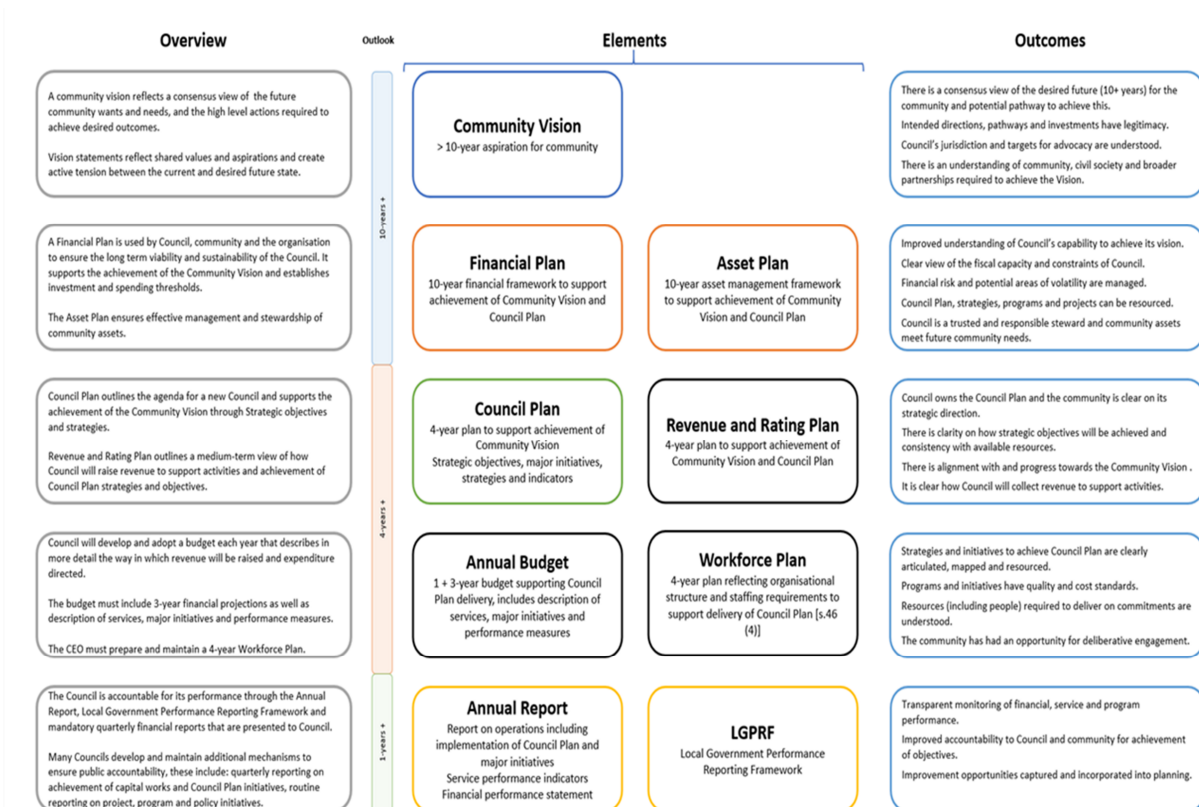 Overview
Outlook
Elements
Outcomes
A community vision reflects a consensus view of the future
community wants and needs, and the high level actions required to
achieve desired outcomes.
Vision statements reflect shared values and aspirations and create
active tension between the current and desired future state.
10-years +
Community Vision
> 10-year aspiration for community
There is a consensus view of the desired future (10+ years) for the
community and potential pathway to achieve this.
Intended directions, pathways and investments have legitimacy.
Council's jurisdiction and targets for advocacy are understood.
There is an understanding of community, civil society and broader
partnerships required to achieve the Vision.
A Financial Plan is used by Council, community and the organisation
to ensure the long term viability and sustainability of the Council. It
supports the achievement of the Community Vision and establishes
investment and spending thresholds.
The Asset Plan ensures effective management and stewardship of
community assets.
Financial Plan
10-year financial framework to support
achievement of Community Vision and
Council Plan
Asset Plan
10-year asset management framework
to support achievement of Community
Vision and Council Plan
Improved understanding of Council's capability to achieve its vision.
Clear view of the fiscal capacity and constraints of Council.
Financial risk and potential areas of volatility are managed.
Council Plan, strategies, programs and projects can be resourced.
Council is a trusted and responsible steward and community assets
meet future community needs.
Council Plan outlines the agenda for a new Council and supports the
achievement of the Community Vision through Strategic objectives
and strategies.
Revenue and Rating Plan outlines a medium-term view of how
Council will raise revenue to support activities and achievement of
Council Plan strategies and objectives.
4-years +
Council Plan
4-year plan to support achievement of
Community Vision
Strategic objectives, major initiatives,
strategies and indicators
Revenue and Rating Plan
4-year plan to support achievement of
Community Vision and Council Plan
Council owns the Council Plan and the community is clear on its
strategic direction.
There is clarity on how strategic objectives will be achieved and
consistency with available resources.
There is alignment with and progress towards the Community Vision .
It is clear how Council will collect revenue to support activities.
Council will develop and adopt a budget each year that describes in
more detail the way in which revenue will be raised and expenditure
directed.
The budget must include 3-year financial projections as well as
description of services, major initiatives and performance measures.
The CEO must prepare and maintain a 4-year Workforce Plan.
Annual Budget
1 + 3-year budget supporting Council
Plan delivery, includes description of
services, major initiatives and
performance measures
Workforce Plan
4-year plan reflecting organisational
structure and staffing requirements to
support delivery of Council Plan [s.46
(4)]
Strategies and initiatives to achieve Council Plan are clearly
articulated, mapped and resourced.
Programs and initiatives have quality and cost standards.
Resources (including people) required to deliver on commitments are
understood.
The community has had an opportunity for deliberative engagement.
The Council is accountable for its performance through the Annual
Report, Local Government Performance Reporting Framework and
mandatory quarterly financial reports that are presented to Council.
Many Councils develop and maintain additional mechanisms to
ensure public accountability, these include: quarterly reporting on
achievement of capital works and Council Plan initiatives, routine
reporting on project, program and policy initiatives.
1-years +
Annual Report
Report on operations including
implementation of Council Plan and
major initiatives
Service performance indicators
Financial performance statement
LGPRF
Local Government Performance
Reporting Framework
Transparent monitoring of financial, service and program
performance.
Improved accountability to Council and community for achievement
of objectives.
Improvement opportunities captured and incorporated into planning.